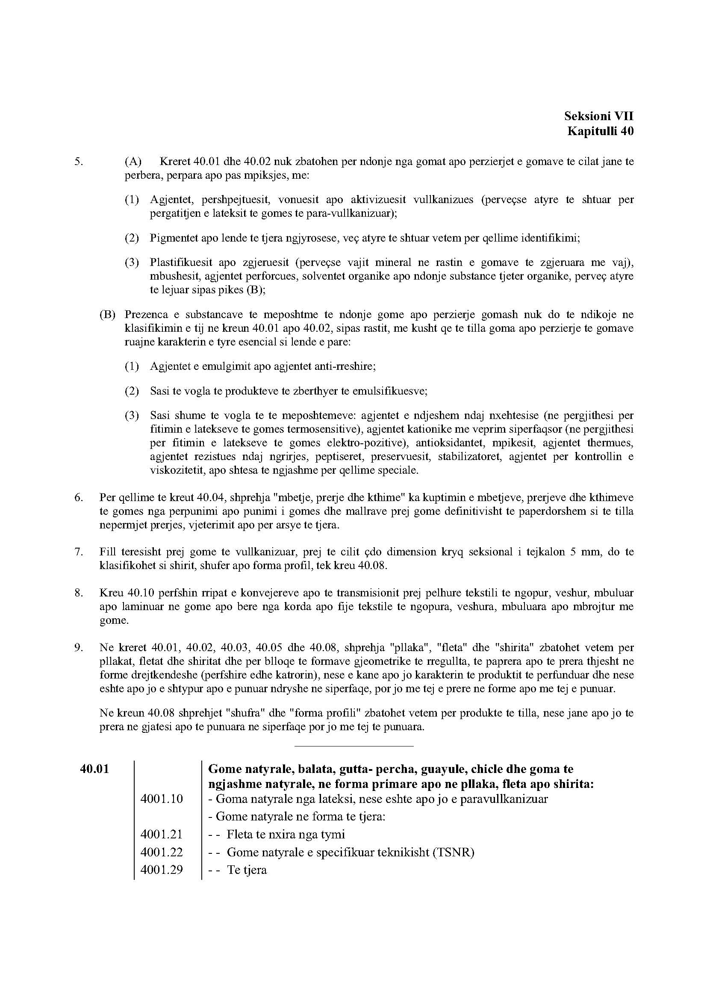 Seksioni VII
Kapitulli 40
5. (A) Kreret 40.01 dhe 40.02 nuk zbatohen per ndonje nga gomat apo perzierjet e gomave te cilat jane te
perbera, perpara apo pas mpiksjes, me:
(1) Agjentet, pershpejtuesit, vonuesit apo aktivizuesit vullkanizues (perveçse atyre te shtuar per
pergatitjen e lateksit te gomes te para-vullkanizuar);
(2) Pigmentet apo lende te tjera ngjyrosese, veç atyre te shtuar vetem per qellime identifikimi;
(3) Plastifikuesit apo zgjeruesit (perveçse vajit mineral ne rastin e gomave te zgjeruara me vaj),
mbushesit, agjentet perforcues, solventet organike apo ndonje substance tjeter organike, perveç atyre
te lejuar sipas pikes (B);
(B) Prezenca e substancave te meposhtme te ndonje gome apo perzierje gomash nuk do te ndikoje ne
klasifikimin e tij ne kreun 40.01 apo 40.02, sipas rastit, me kusht qe te tilla goma apo perzierje te gomave
ruajne karakterin e tyre esencial si lende e pare:
(1) Agjentet e emulgimit apo agjentet anti-rreshire;
(2) Sasi te vogla te produkteve te zberthyer te emulsifikuesve;
(3) Sasi shume te vogla te te meposhtemeve: agjentet e ndjeshem ndaj nxehtesise (ne pergjithesi per
fitimin e latekseve te gomes termosensitive), agjentet kationike me veprim siperfaqsor (ne pergjithesi
per fitimin e latekseve te gomes elektro-pozitive), antioksidantet, mpikesit, agjentet thermues,
agjentet rezistues ndaj ngrirjes, peptiseret, preservuesit, stabilizatoret, agjentet per kontrollin e
viskozitetit, apo shtesa te ngjashme per qellime speciale.
6. Per qellime te kreut 40.04, shprehja "mbetje, prerje dhe kthime" ka kuptimin e mbetjeve, prerjeve dhe kthimeve
te gomes nga perpunimi apo punimi i gomes dhe mallrave prej gome definitivisht te paperdorshem si te tilla
nepermjet prerjes, vjeterimit apo per arsye te tjera.
7. Fill teresisht prej gome te vullkanizuar, prej te cilit çdo dimension kryq seksional i tejkalon 5 mm, do te
klasifikohet si shirit, shufer apo forma profil, tek kreu 40.08.
8. Kreu 40.10 perfshin rripat e konvejereve apo te transmisionit prej pelhure tekstili te ngopur, veshur, mbuluar
apo laminuar ne gome apo bere nga korda apo fije tekstile te ngopura, veshura, mbuluara apo mbrojtur me
gome.
9. Ne kreret 40.01, 40.02, 40.03, 40.05 dhe 40.08, shprehja "pllaka", "fleta" dhe "shirita" zbatohet vetem per
pllakat, fletat dhe shiritat dhe per blloqe te formave gjeometrike te rregullta, te paprera apo te prera thjesht ne
forme drejtkendeshe (perfshire edhe katrorin), nese e kane apo jo karakterin te produktit te perfunduar dhe nese
eshte apo jo e shtypur apo e punuar ndryshe ne siperfaqe, por jo me tej e prere ne forme apo me tej e punuar.
Ne kreun 40.08 shprehjet "shufra" dhe "forma profili" zbatohet vetem per produkte te tilla, nese jane apo jo te
prera ne gjatesi apo te punuara ne siperfaqe por jo me tej te punuara.
40.01 Gome natyrale, balata, gutta- percha, guayule, chicle dhe goma te
ngjashme natyrale, ne forma primare apo ne pllaka, fleta apo shirita:
4001.10 - Goma natyrale nga lateksi, nese eshte apo jo e paravullkanizuar
- Gome natyrale ne forma te tjera:
4001.21 - - Fleta te nxira nga tymi
4001.22 - - Gome natyrale e specifikuar teknikisht (TSNR)
4001.29 - - Te tjera